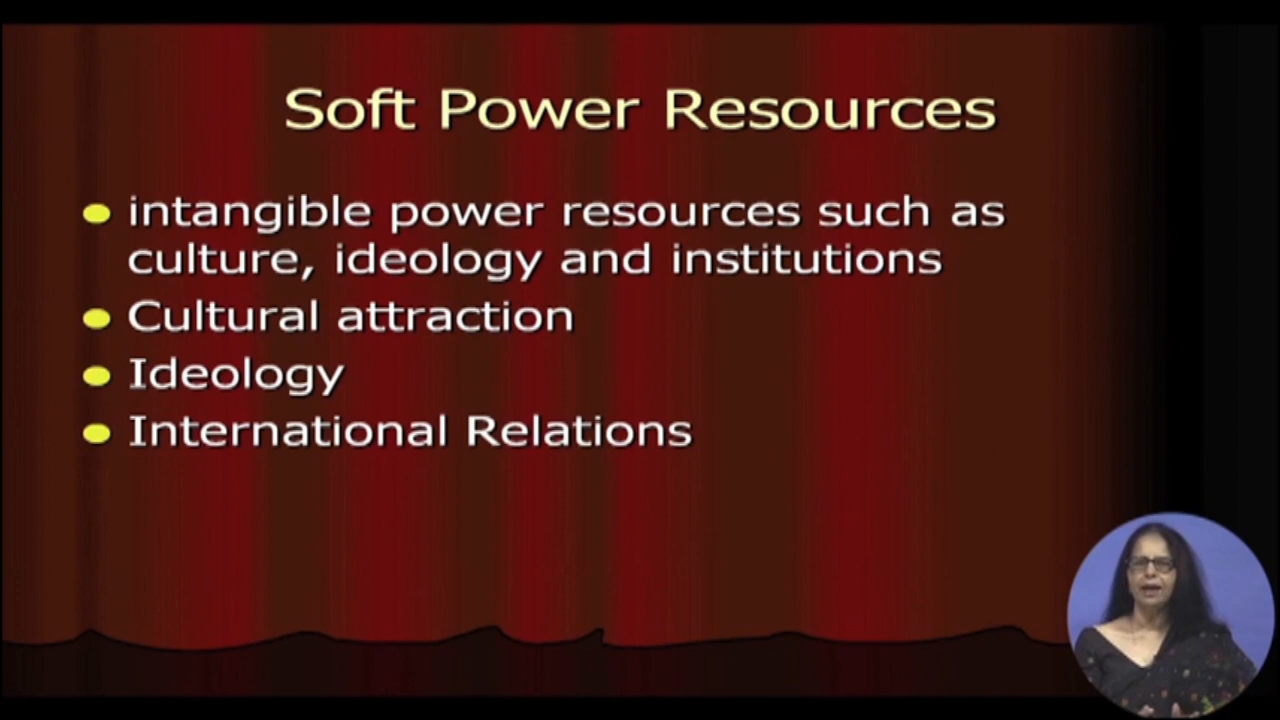 Soft Power Resources
intangible power resources such as
culture, ideology and institutions
Cultural attraction
Ideology
International Relations